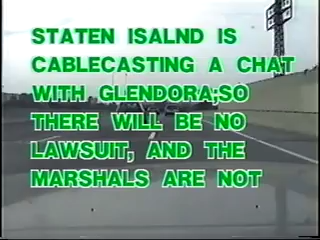 STATEN ISALND IS
CABLECASTING A CHAT
WITH GLENDORA;SO
THERE WILL BE NO
LAWSUIT, AND THE
MARSHALS ARE NOT